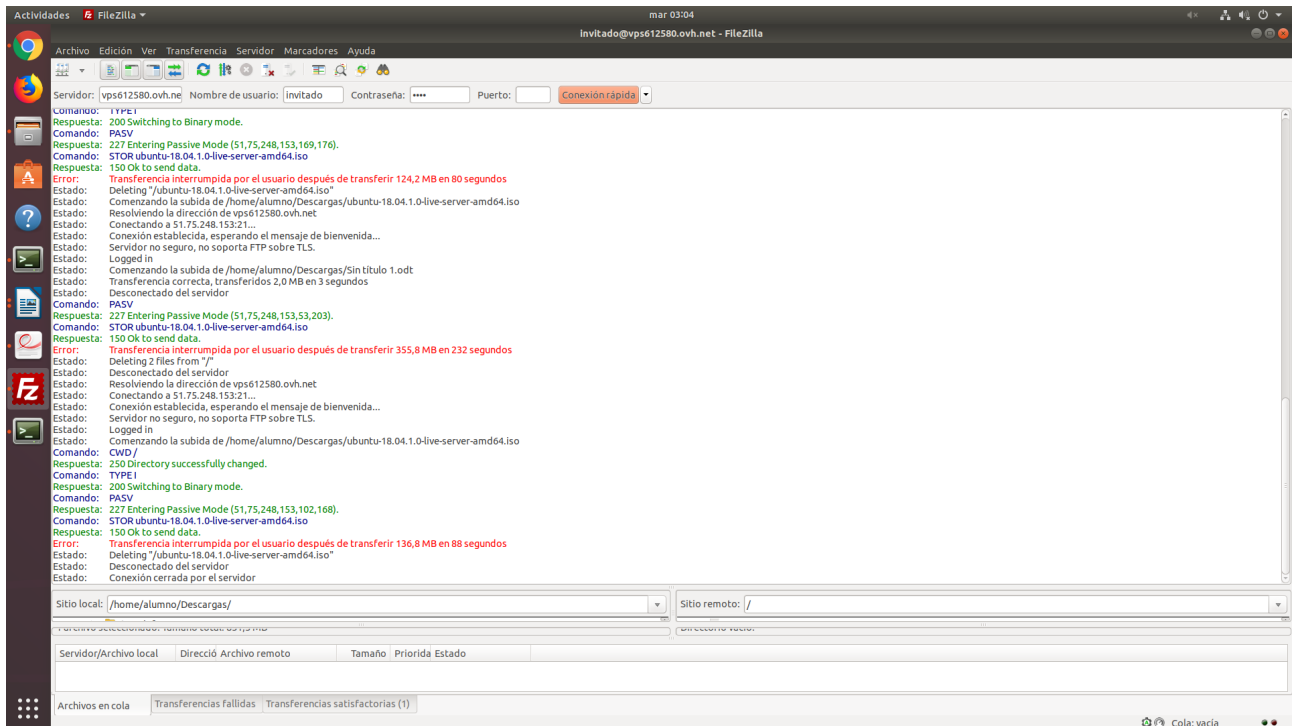 Actividades FileZilla mar 03:04
invitado@vps612580.ovh.net - FileZilla
Archivo Edición Ver Transferencia Servidor Marcadores Ayuda
Servidor: vps612580.ovh.ne Nombre de usuario: invitado Contraseña: •••• Puerto: Conexión rápida
Comando: TYPE I
Respuesta: 200 Switching to Binary mode.
Comando: PASV
Respuesta: 227 Entering Passive Mode (51,75,248,153,169,176).
Comando: STOR ubuntu-18.04.1.0-live-server-amd64.iso
Respuesta: 150 Ok to send data.
Error: Transferencia interrumpida por el usuario después de transferir 124,2 MB en 80 segundos
Estado: Deleting "/ubuntu-18.04.1.0-live-server-amd64.iso"
Estado: Comenzando la subida de /home/alumno/Descargas/ubuntu-18.04.1.0-live-server-amd64.iso
Estado: Resolviendo la dirección de vps612580.ovh.net
Estado: Conectando a 51.75.248.153:21...
Estado: Conexión establecida, esperando el mensaje de bienvenida...
Estado: Servidor no seguro, no soporta FTP sobre TLS.
Estado: Logged in
Estado: Comenzando la subida de /home/alumno/Descargas/Sin título 1.odt
Estado: Transferencia correcta, transferidos 2,0 MB en 3 segundos
Estado: Desconectado del servidor
Comando: PASV
Respuesta: 227 Entering Passive Mode (51,75,248,153,53,203).
Comando: STOR ubuntu-18.04.1.0-live-server-amd64.iso
Respuesta: 150 Ok to send data.
Error: Transferencia interrumpida por el usuario después de transferir 355,8 MB en 232 segundos
Estado: Deleting 2 files from "/"
Estado: Desconectado del servidor
Estado: Resolviendo la dirección de vps612580.ovh.net
Estado: Conectando a 51.75.248.153:21...
Estado: Conexión establecida, esperando el mensaje de bienvenida...
Estado: Servidor no seguro, no soporta FTP sobre TLS.
Estado: Logged in
Estado: Comenzando la subida de /home/alumno/Descargas/ubuntu-18.04.1.0-live-server-amd64.iso
Comando: CWD /
Respuesta: 250 Directory successfully changed.
Comando: TYPE I
Respuesta: 200 Switching to Binary mode.
Comando: PASV
Respuesta: 227 Entering Passive Mode (51,75,248,153,102,168).
Comando: STOR ubuntu-18.04.1.0-live-server-amd64.iso
Respuesta: 150 Ok to send data.
Error: Transferencia interrumpida por el usuario después de transferir 136,8 MB en 88 segundos
Estado: Deleting "/ubuntu-18.04.1.0-live-server-amd64.iso"
Estado: Desconectado del servidor
Estado: Conexión cerrada por el servidor
Sitio local: /home/alumno/Descargas/ Sitio remoto: /
Servidor/Archivo local Direcció Archivo remoto Tamaño Priorida Estado
Archivos en cola Transferencias fallidas Transferencias satisfactorias (1)
Cola: vacía